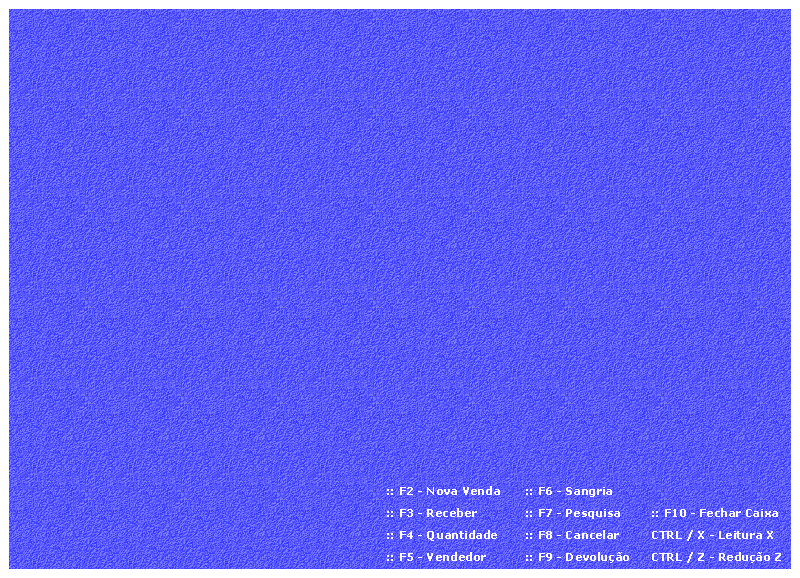 :: F2 - Nova Venda :: F6 - Sangria
:: F3 - Receber :: F7 - Pesquisa :: F10 - Fechar Caixa
:: F4 - Quantidade :: F8 - Cancelar CTRL / X - Leitura X
:: F5 - Vendedor :: F9 - Devolução CTRL / Z - Redução Z